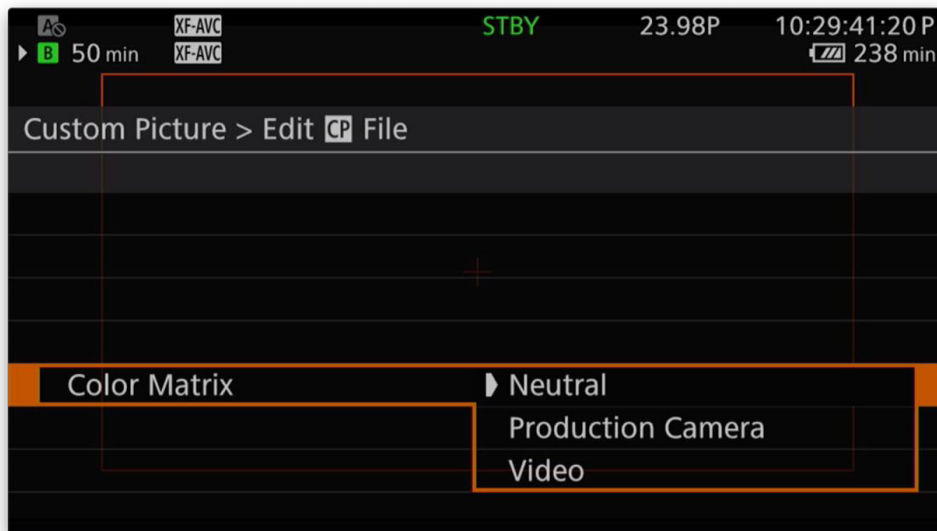 A XF-AVC STBY 23.98P 10:29:41:20 P
B 50 min XF-AVC 238 min
Custom Picture > Edit CP File
Color Matrix Neutral
Production Camera
Video